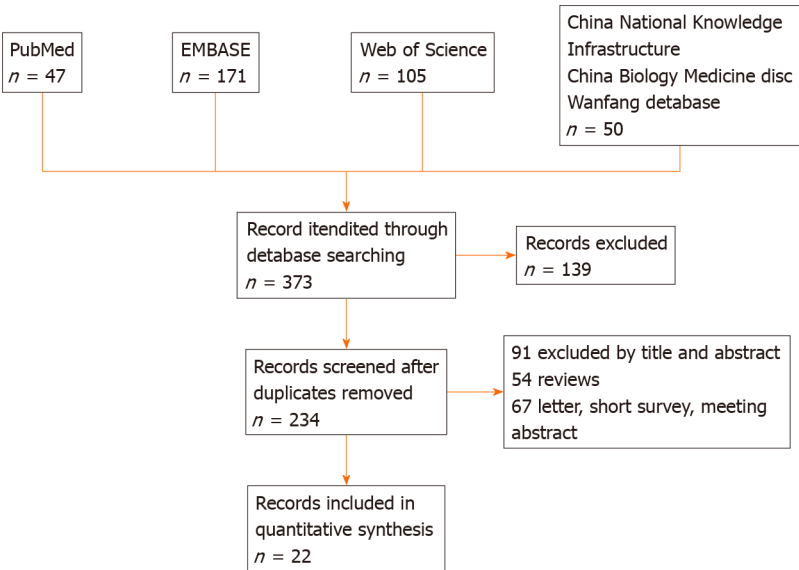 PubMed
n = 47
EMBASE
n = 171
Web of Science
n = 105
China National Knowledge
Infrastructure
China Biology Medicine disc
Wanfang detabase
n = 50
Record itendited through
detabase searching
n = 373
Records excluded
n = 139
Records screened after
duplicates removed
n = 234
91 excluded by title and abstract
54 reviews
67 letter, short survey, meeting
abstract
Records included in
quantitative synthesis
n = 22